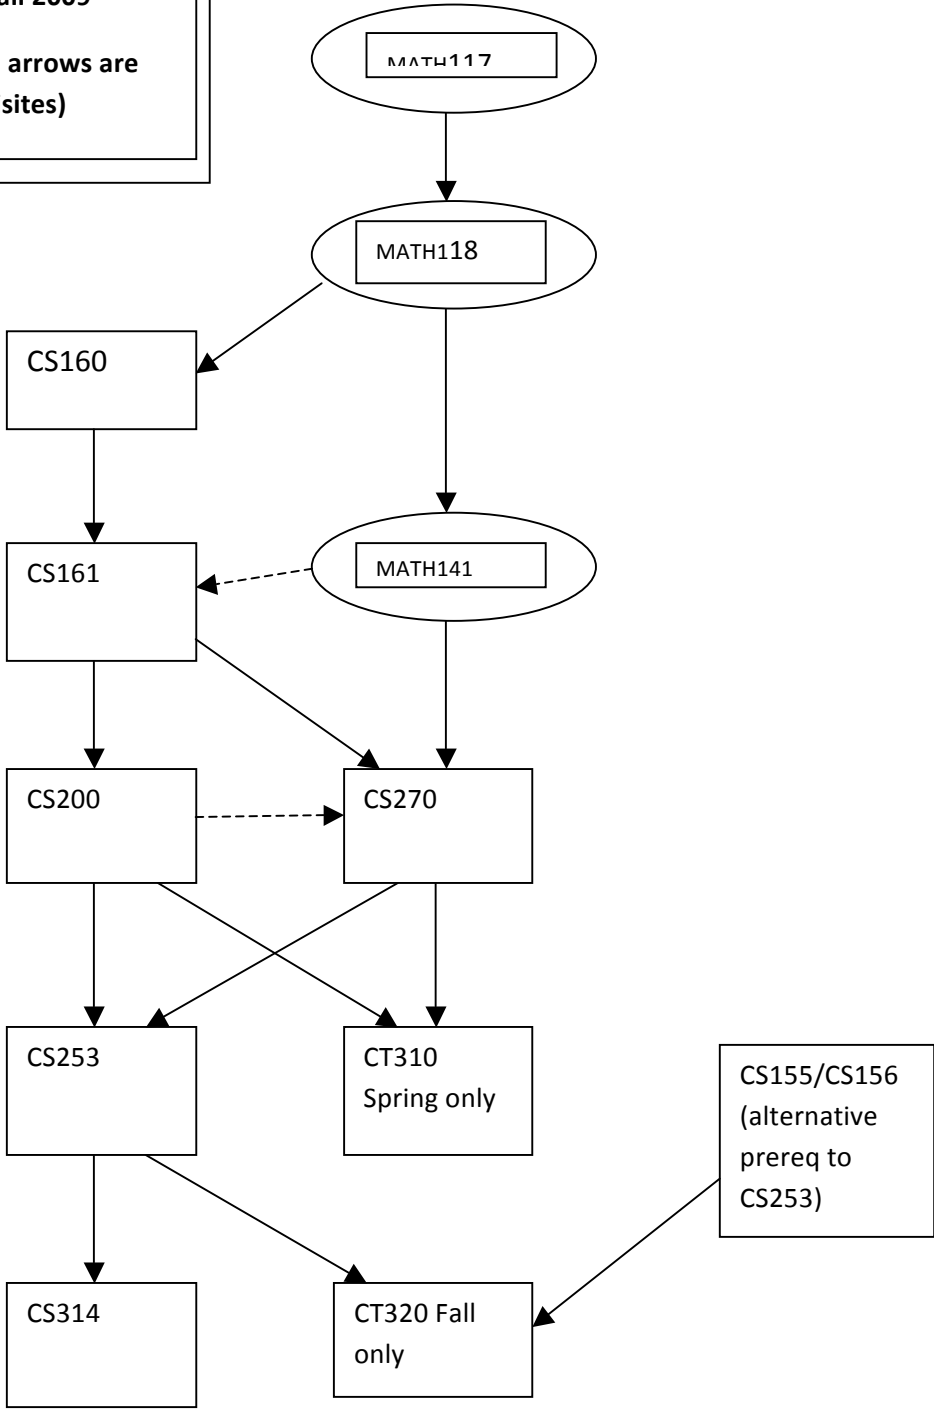 2009
arrows are
sites)
MATH117
MATH118
CS160
CS161
MATH141
CS200
CS270
CS253
CT310
Spring only
CS155/CS156
(alternative
prereq to
CS253)
CS314
CT320 Fall
only